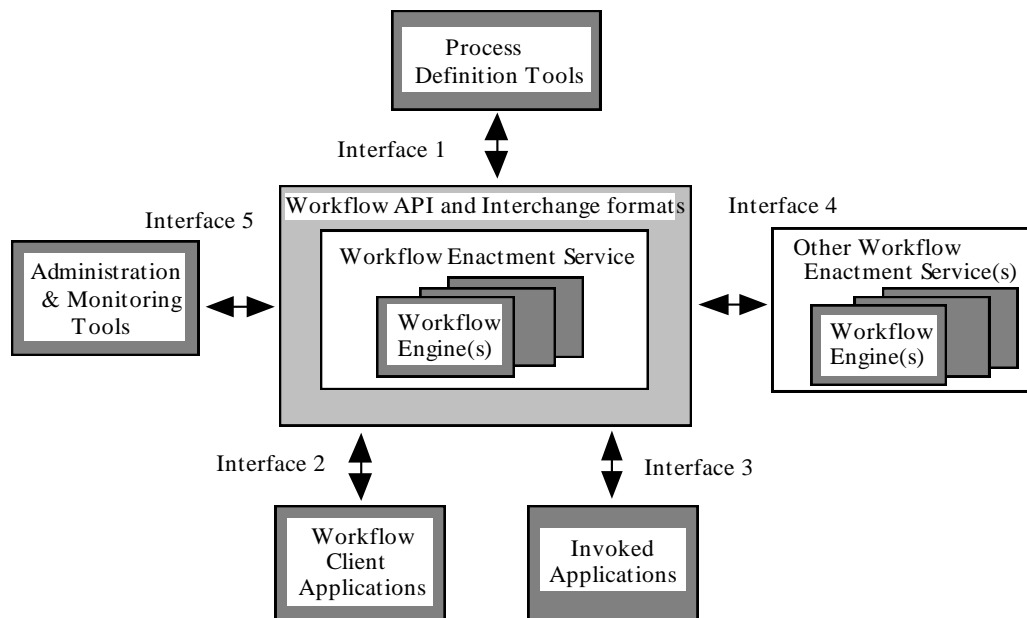 Process
Definition Tools
Interface 1
Workflow API and Interchange formats
Interface 5
Interface 4
Workflow Enactment Service
Workflow
Engine(s)
Administration
& Monitoring
Tools
Other Workflow
Enactment Service(s)
Workflow
Engine(s)
Interface 2
Interface 3
Workflow
Client
Applications
Invoked
Applications